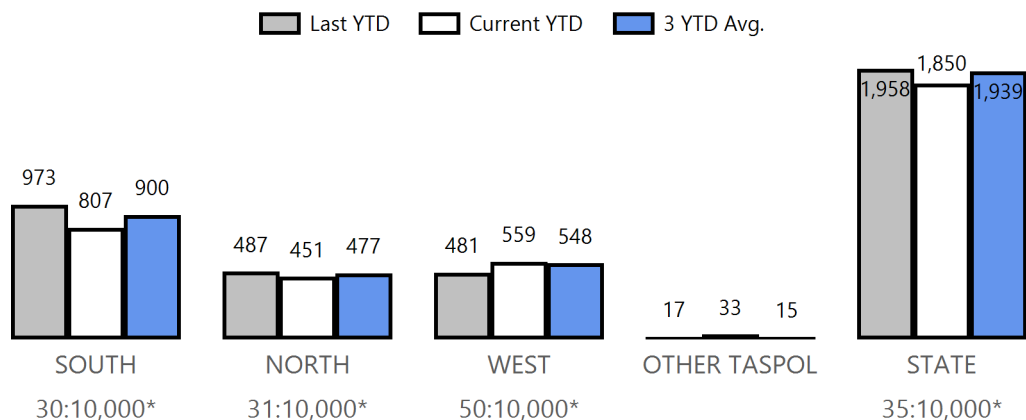 Last YTD Current YTD 3 YTD Avg.
973 807 900
487 451 477
481 559 548
17 33 15
1,958 1,850 1,939
SOUTH NORTH WEST OTHER TASPOL STATE
30:10,000* 31:10,000* 50:10,000* 35:10,000*